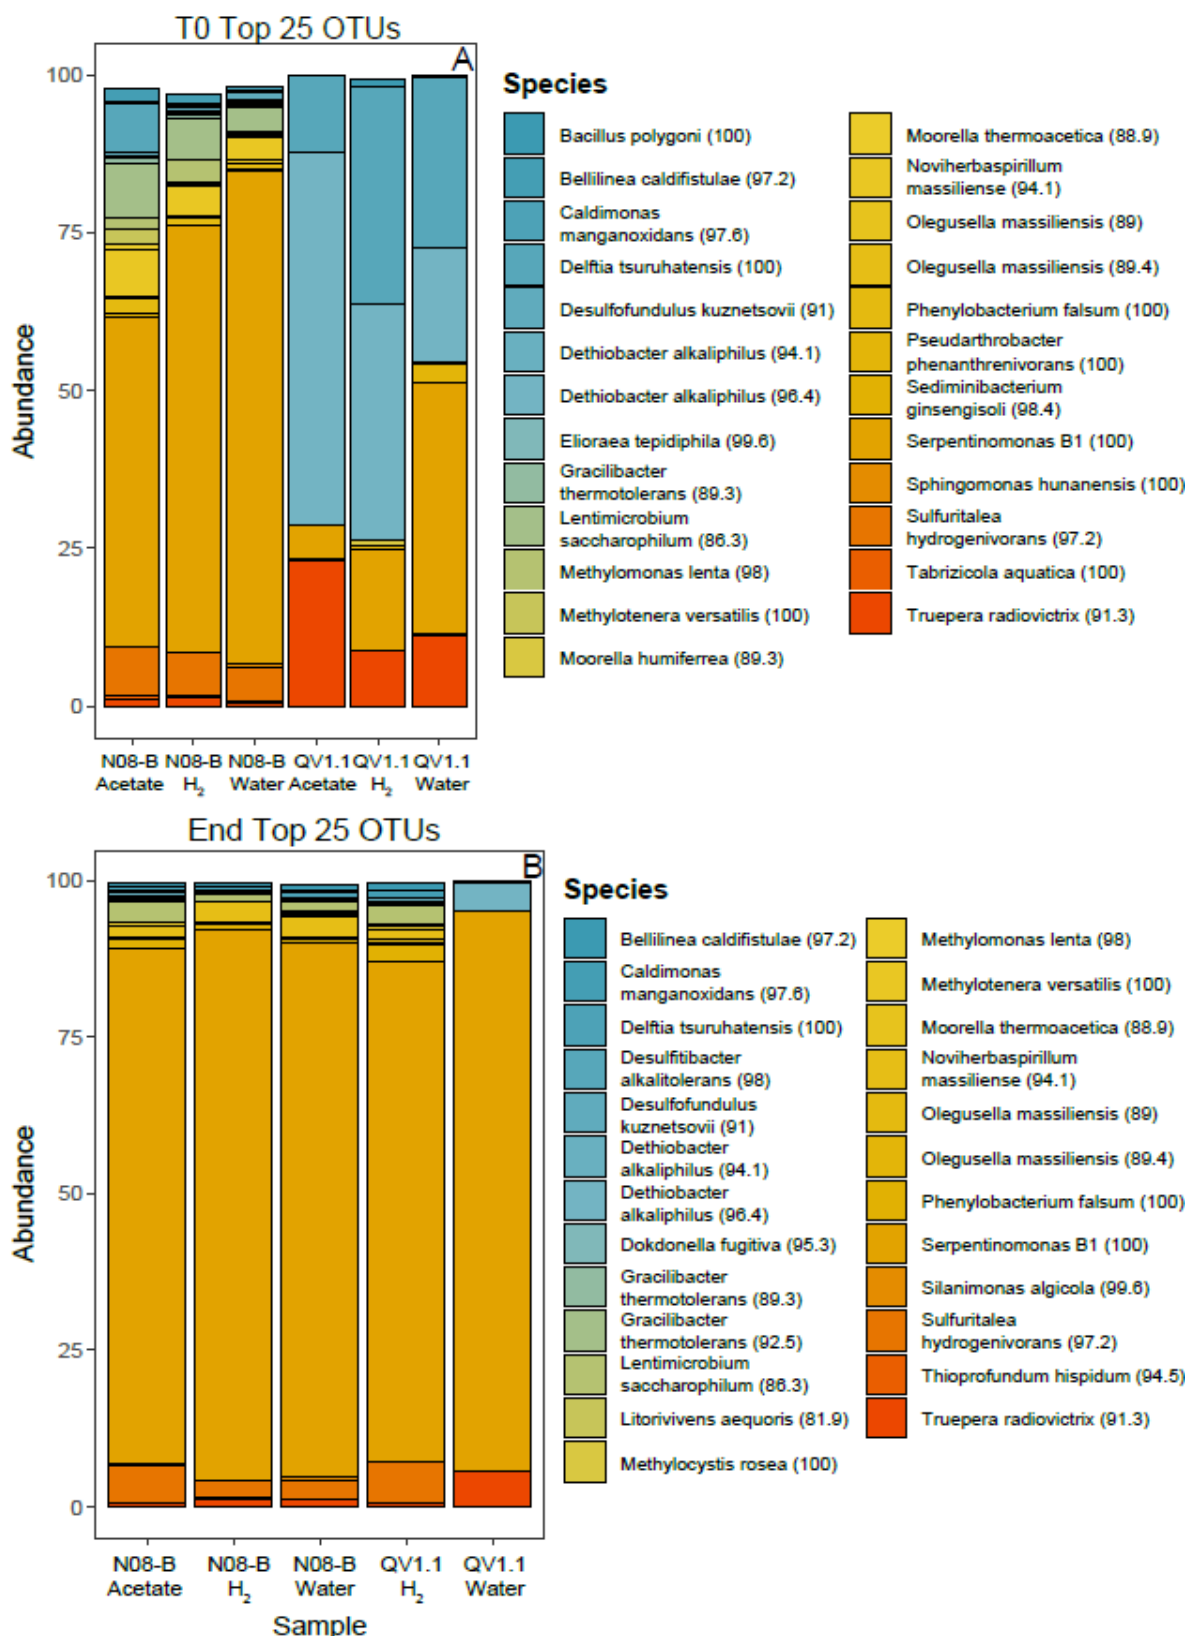 T0 Top 25 OTUs
A
100
75
50
25
0
Abundance
N08-B
Acetate
N08-B
H2
N08-B
Water
QV1.1
Acetate
QV1.1
H2
QV1.1
Water
Species
Bacillus polygoni (100)
Bellilinea caldifistulae (97.2)
Caldimonas
manganoxidans (97.6)
Delftia tsuruhatensis (100)
Desulfofundulus kuznetsovii (91)
Dethiobacter alkaliphilus (94.1)
Dethiobacter alkaliphilus (96.4)
Elioraea tepidiphila (99.6)
Gracilibacter
thermotolerans (89.3)
Lentimicrobium
saccharophilum (86.3)
Methylomonas lenta (98)
Methylotenera versatilis (100)
Moorella humiferrea (89.3)
Moorella thermoacetica (88.9)
Noviherbaspirillum
massiliense (94.1)
Olegusella massiliensis (89)
Olegusella massiliensis (89.4)
Phenylobacterium falsum (100)
Pseudarthrobacter
phenanthrenivorans (100)
Sediminibacterium
ginsengisoli (98.4)
Serpentinomonas B1 (100)
Sphingomonas hunanensis (100)
Sulfuritalea
hydrogenivorans (97.2)
Tabrizicola aquatica (100)
Truepera radiovictrix (91.3)
End Top 25 OTUs
B
100
75
50
25
0
Abundance
N08-B
Acetate
N08-B
H2
N08-B
Water
QV1.1
H2
QV1.1
Water
Sample
Species
Bellilinea caldifistulae (97.2)
Caldimonas
manganoxidans (97.6)
Delftia tsuruhatensis (100)
Desulfitibacter
alkalitolerans (98)
Desulfofundulus
kuznetsovii (91)
Dethiobacter
alkaliphilus (94.1)
Dethiobacter
alkaliphilus (96.4)
Dokdonella fugitiva (95.3)
Gracilibacter
thermotolerans (89.3)
Gracilibacter
thermotolerans (92.5)
Lentimicrobium
saccharophilum (86.3)
Litorivivens aequoris (81.9)
Methylocystis rosea (100)
Methylomonas lenta (98)
Methylotenera versatilis (100)
Moorella thermoacetica (88.9)
Noviherbaspirillum
massiliense (94.1)
Olegusella massiliensis (89)
Olegusella massiliensis (89.4)
Phenylobacterium falsum (100)
Serpentinomonas B1 (100)
Silanimonas algicola (99.6)
Sulfuritalea
hydrogenivorans (97.2)
Thioprofundum hispidum (94.5)
Truepera radiovictrix (91.3)